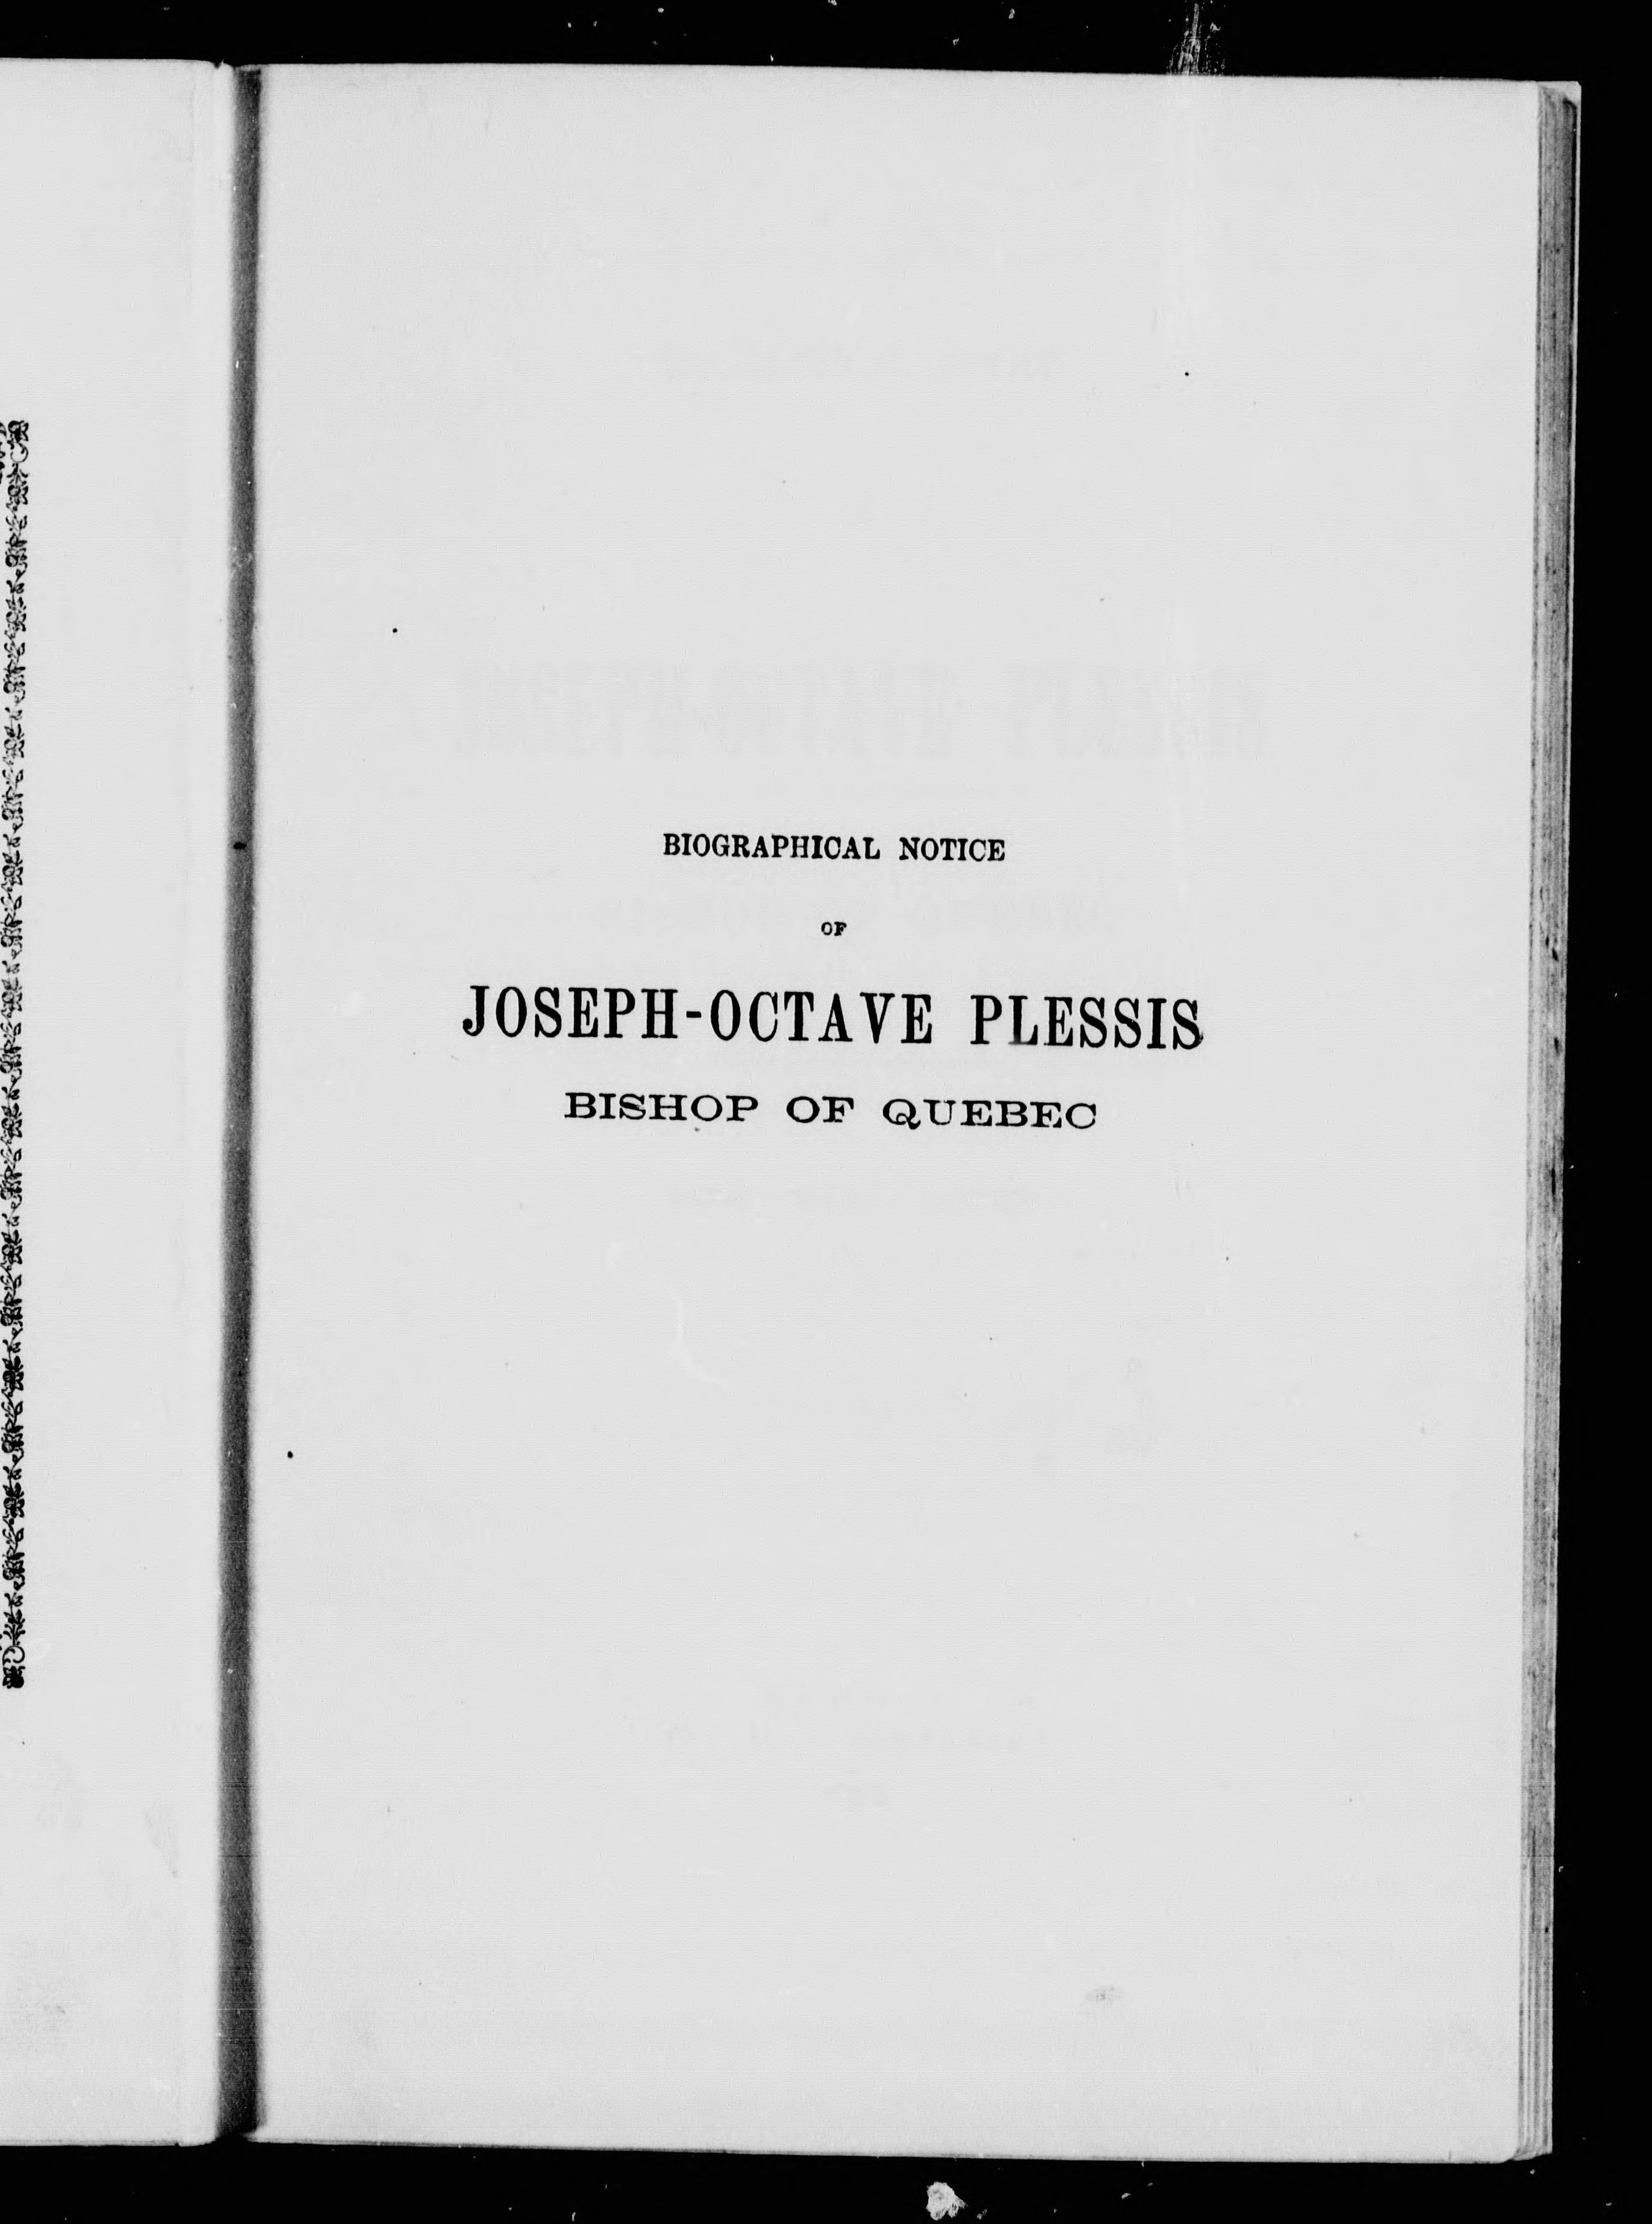 BIOGRAPHICAL NOTICE
OF
JOSEPH-OCTAVE PLESSIS
BISHOP OF QUEBEC